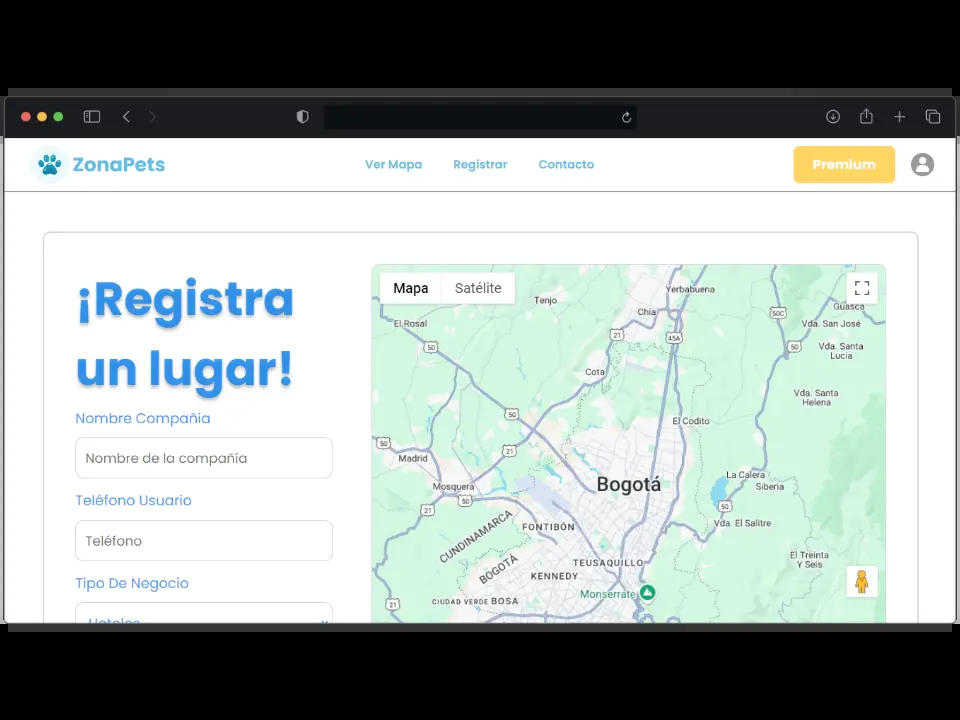 ZonaPets
Ver Mapa
Registrar
Contacto
Premium
¡Registra
un lugar!
Nombre Compañia
Nombre de la compañía
Teléfono Usuario
Teléfono
Tipo De Negocio
Hoteles
Mapa
Satélite
Tenjo
Yerbabuena
Chía
Guasca
El Rosal
50C
Vda. San José
21
45A
50
50
Vda. Santa
Lucia
Cota
Vda. Santa
Helena
50
El Codito
50
Madrid
21
La Calera
Siberia
Mosquera
Bogotá
50
50
21
Vda. El Salitre
FONTIBÓN
CUNDINAMARCA
BOGOTÁ
TEUSAQUILLO
El Treinta
Y Seis
KENNEDY
Monserrate
21
CIUDAD VERDE
BOSA